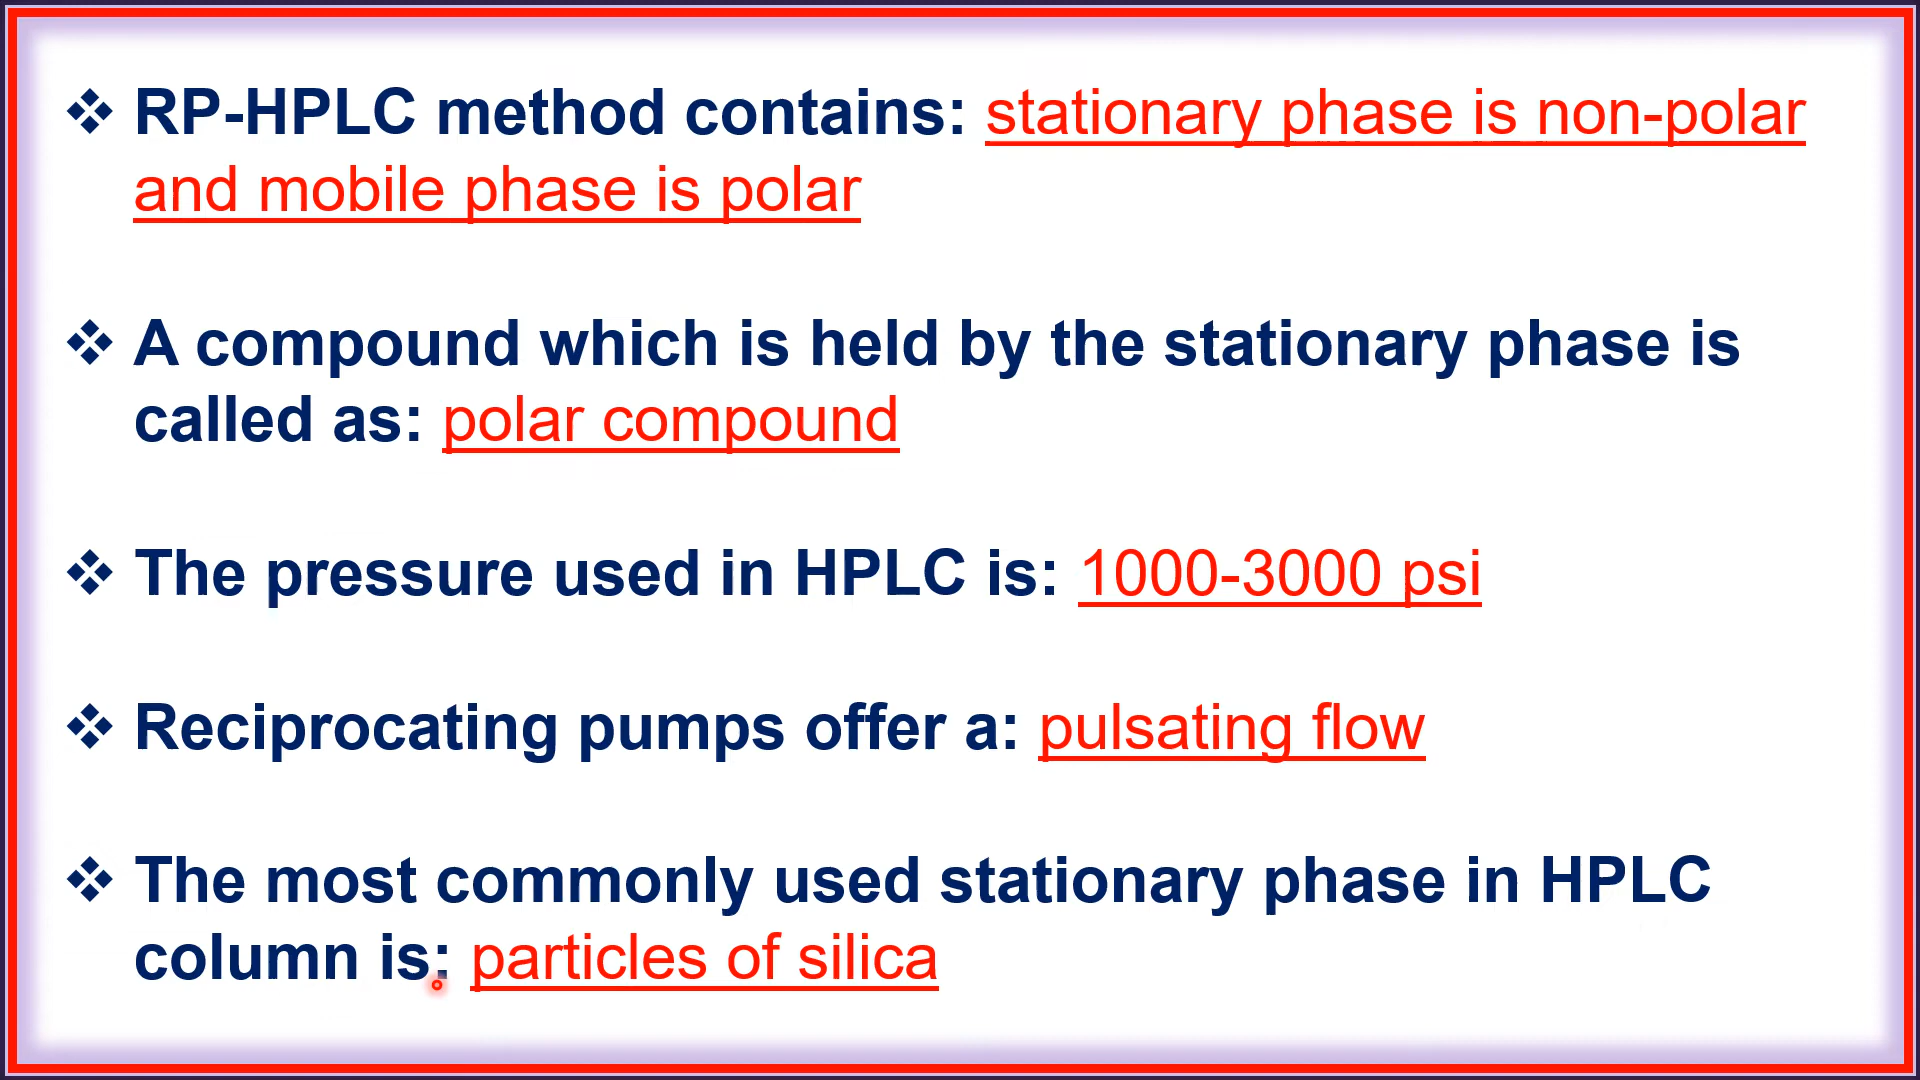 ❖ RP-HPLC method contains: stationary phase is non-polar
and mobile phase is polar
❖ A compound which is held by the stationary phase is
called as: polar compound
❖ The pressure used in HPLC is: 1000-3000 psi
❖ Reciprocating pumps offer a: pulsating flow
❖ The most commonly used stationary phase in HPLC
column is: particles of silica